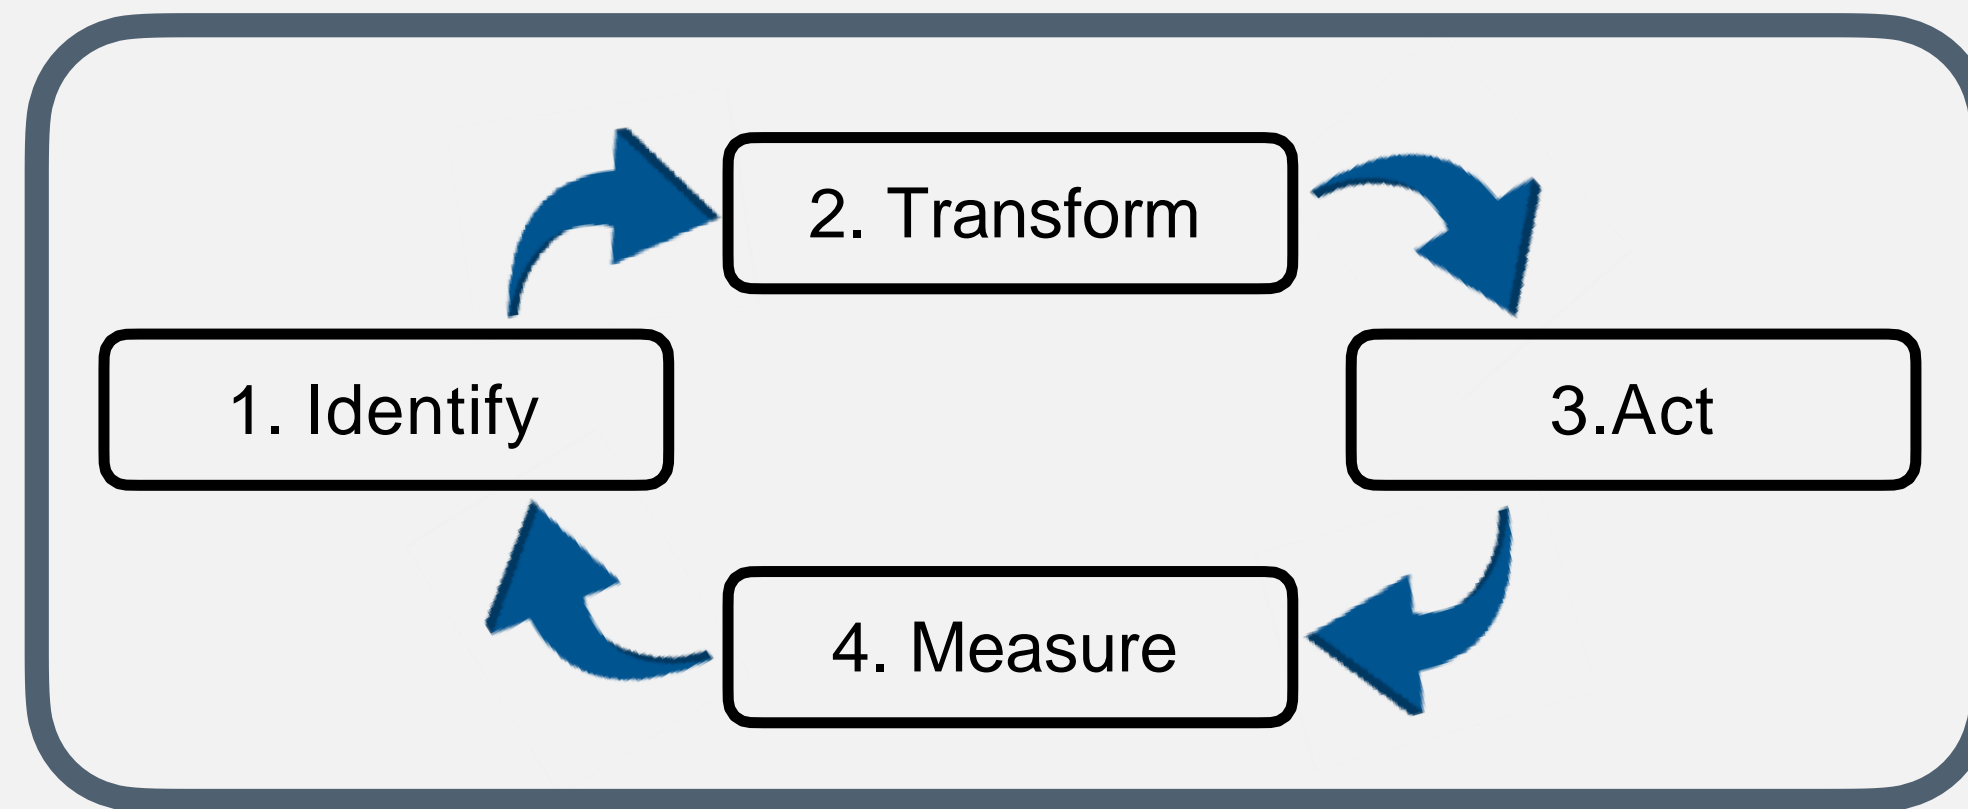 1. Identify
2. Transform
3.Act
4. Measure